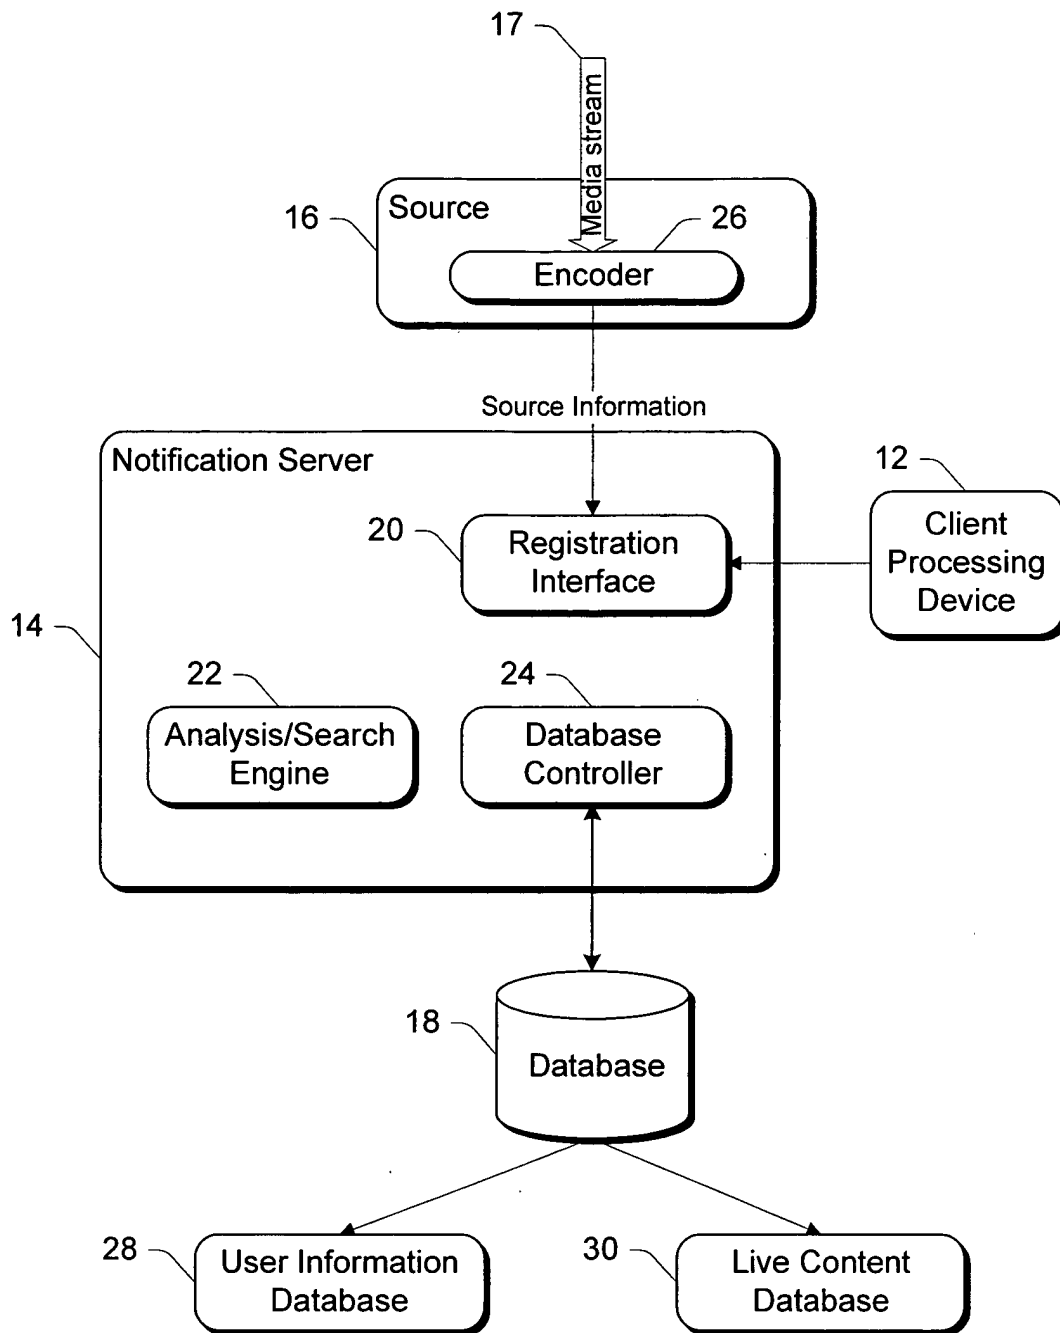 17
Media stream
Source
16
26
Encoder
Source Information
Notification Server
12
Client
Processing
Device
20
Registration
Interface
14
22
Analysis/Search
Engine
24
Database
Controller
18
Database
28
User Information
Database
30
Live Content
Database